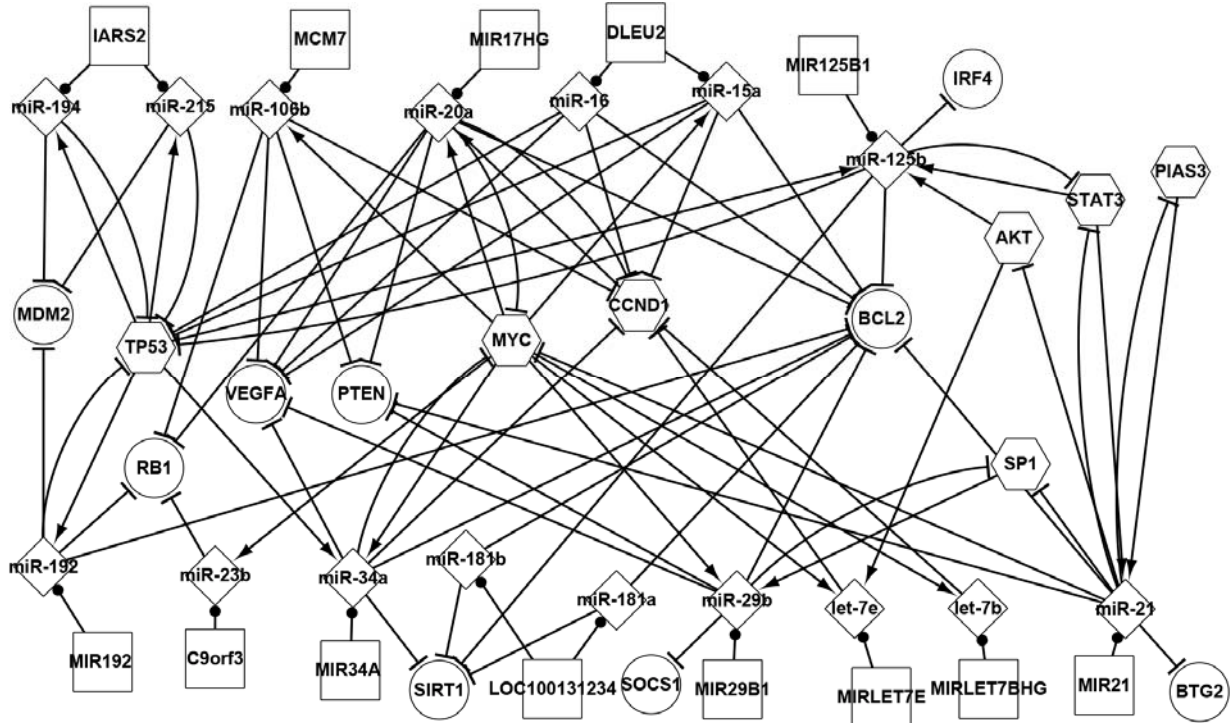 IARS2
MCM7
MIR17HG
DLEU2
MIR125B1
IRF4
miR-194
miR-215
miR-106b
miR-20a
miR-16
miR-15a
miR-125b
STAT3
PIAS3
AKT
MDM2
TP53
VEGFA
PTEN
MYC
CCND1
BCL2
RB1
SP1
miR-192
miR-23b
miR-34a
miR-181b
miR-181a
miR-29b
let-7e
let-7b
miR-21
MIR192
C9orf3
MIR34A
SIRT1
LOC100131234
SOCS1
MIR29B1
MIRLET7E
MIRLET7BHG
MIR21
BTG2